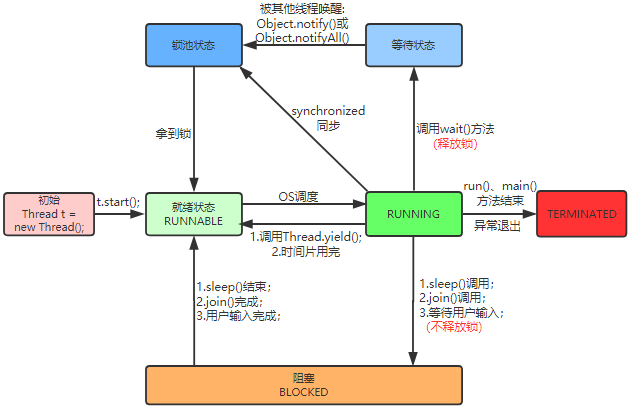 被其他线程唤醒;
Object.notify()或
Object.notifyAll()
锁池状态
等待状态
synchronized
同步
拿到锁
调用wait()方法
(释放锁)
初始
Thread t =
new Thread();
t.start();
就绪状态
RUNNABLE
OS调度
RUNNING
run()、main()
方法结束
异常退出
TERMINATED
1.调用Thread.yield();
2.时间片用完
1.sleep()结束；
2.join()完成；
3.用户输入完成；
1.sleep()调用；
2.join()调用；
3.等待用户输入；
(不释放锁)
阻塞
BLOCKED